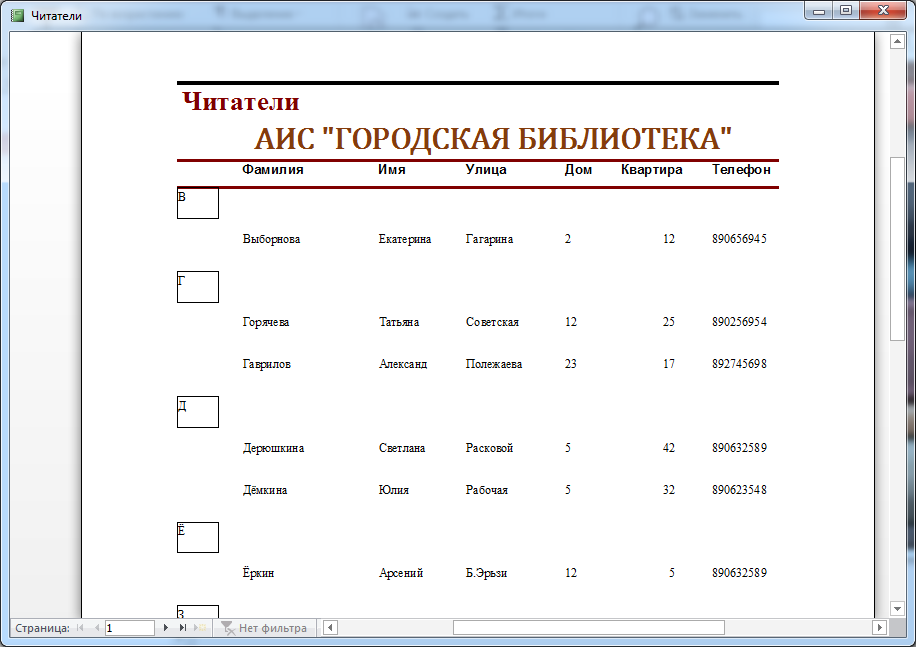 Читатели
Читатели
АИС "ГОРОДСКАЯ БИБЛИОТЕКА"
Фамилия Имя Улица Дом Квартира Телефон
В
Выборнова Екатерина Гагарина 2 12 890656945
Г
Горячева Татьяна Советская 12 25 890256954
Гаврилов Александ Полежаева 23 17 892745698
Д
Дерюшкина Светлана Расковой 5 42 890632589
Дёмкина Юлия Рабочая 5 32 890623548
Ё
Ёркин Арсений Б.Эрьзи 12 5 890632589
З
Страница: 1 Нет фильтра